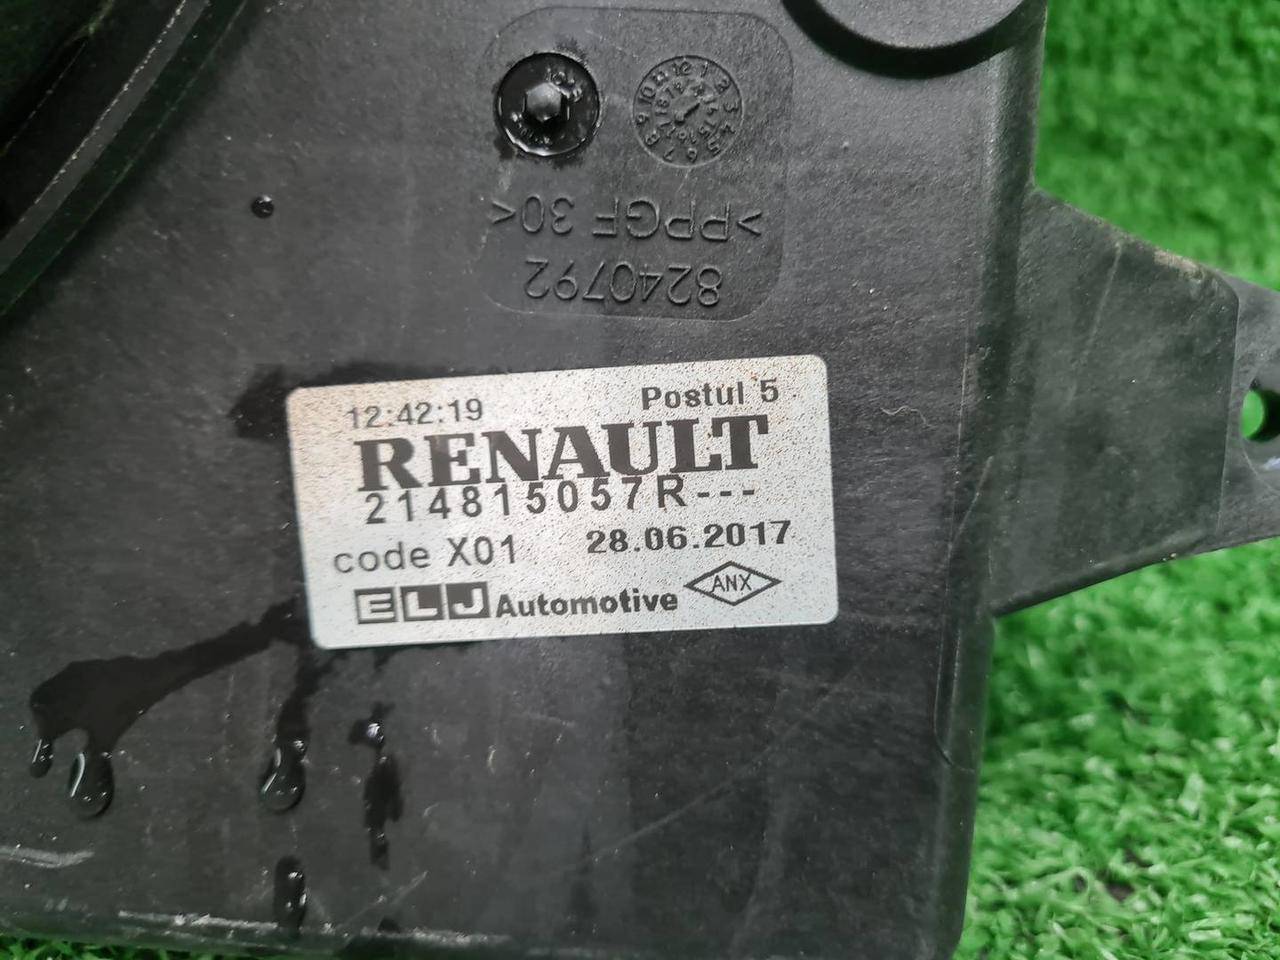 >PPGF 30<
8240792
12:42:19 Postul 5
RENAULT
214815057R---
code X01 28.06.2017
ELJ Automotive ANX